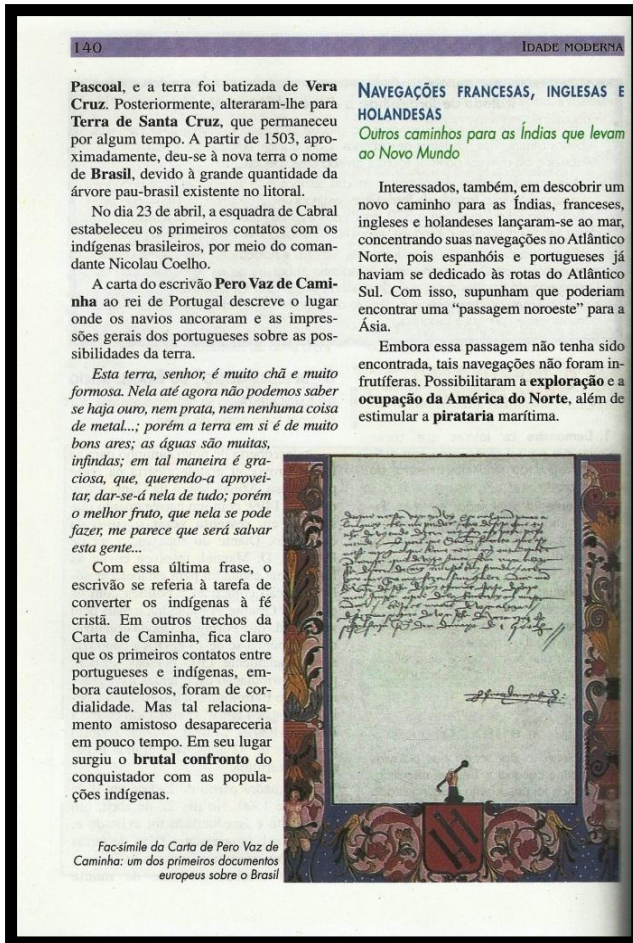 140
IDADE MODERNA
Pascoal, e a terra foi batizada de Vera
Cruz. Posteriormente, alteraram-lhe para
Terra de Santa Cruz, que permaneceu
por algum tempo. A partir de 1503, apro-
ximadamente, deu-se à nova terra o nome
de Brasil, devido à grande quantidade da
árvore pau-brasil existente no litoral.
No dia 23 de abril, a esquadra de Cabral
estabeleceu os primeiros contatos com os
indígenas brasileiros, por meio do coman-
dante Nicolau Coelho.
A carta do escrivão Pero Vaz de Cami-
nha ao rei de Portugal descreve o lugar
onde os navios ancoraram e as impres-
sões gerais dos portugueses sobre as pos-
sibilidades da terra.
Esta terra, senhor, é muito chã e muito
formosa. Nela até agora não podemos saber
se haja ouro, nem prata, nem nenhuma coisa
de metal...; porém a terra em si é de muito
bons ares; as águas são muitas,
infindas; em tal maneira é gra-
ciosa, que, querendo-a aprovei-
tar, dar-se-á nela de tudo; porém
o melhor fruto, que nela se pode
fazer, me parece que será salvar
esta gente...
Com essa última frase, o
escrivão se referia à tarefa de
converter os indígenas à fé
cristã. Em outros trechos da
Carta de Caminha, fica claro
que os primeiros contatos entre
portugueses e indígenas, em-
bora cautelosos, foram de cor-
dialidade. Mas tal relaciona-
mento amistoso desapareceria
em pouco tempo. Em seu lugar
surgiu o brutal confronto do
conquistador com as popula-
ções indígenas.
Fac-símile da Carta de Pero Vaz de
Caminha: um dos primeiros documentos
europeus sobre o Brasil
NAVEGAÇÕES FRANCESAS, INGLESAS E
HOLANDESAS
Outros caminhos para as Índias que levam
ao Novo Mundo
Interessados, também, em descobrir um
novo caminho para as Índias, franceses,
ingleses e holandeses lançaram-se ao mar,
concentrando suas navegações no Atlântico
Norte, pois espanhóis e portugueses já
haviam se dedicado às rotas do Atlântico
Sul. Com isso, supunham que poderiam
encontrar uma “passagem noroeste” para a
Ásia.
Embora essa passagem não tenha sido
encontrada, tais navegações não foram in-
frutíferas. Possibilitaram a exploração e a
ocupação da América do Norte, além de
estimular a pirataria marítima.